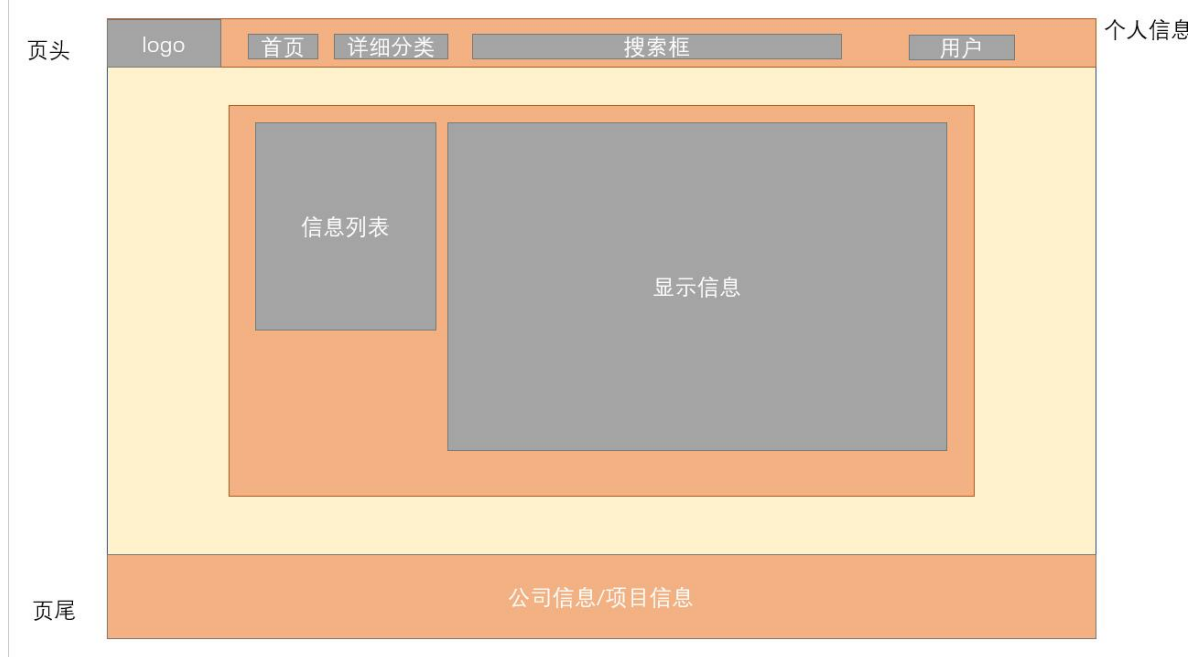 个人信息
页头
logo
首页
详细分类
搜索框
用户
信息列表
显示信息
公司信息/项目信息
页尾